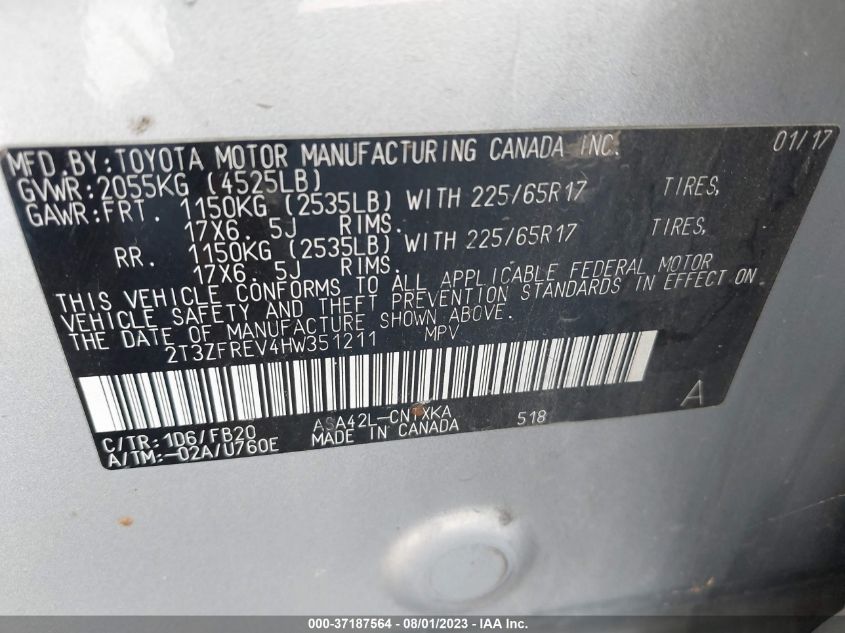 MFD. BY: TOYOTA MOTOR MANUFACTURING CANADA INC. 01/17
GVWR: 2055KG (4525LB)
GAWR: FRT. 1150KG (2535LB) WITH 225/65R17 TIRES,
17X6. 5J RIMS.
RR. 1150KG (2535LB) WITH 225/65R17 TIRES,
17X6. 5J RIMS.
THIS VEHICLE CONFORMS TO ALL APPLICABLE FEDERAL MOTOR
VEHICLE SAFETY AND THEFT PREVENTION STANDARDS IN EFFECT ON
THE DATE OF MANUFACTURE SHOWN ABOVE.
2T3ZFREV4HW351211 MPV
A
C/TR: 1D6/FB20 ASA42L-CNTXKA 518
A/TM: -02A/U760E MADE IN CANADA
000-37187564 - 08/01/2023 - IAA Inc.